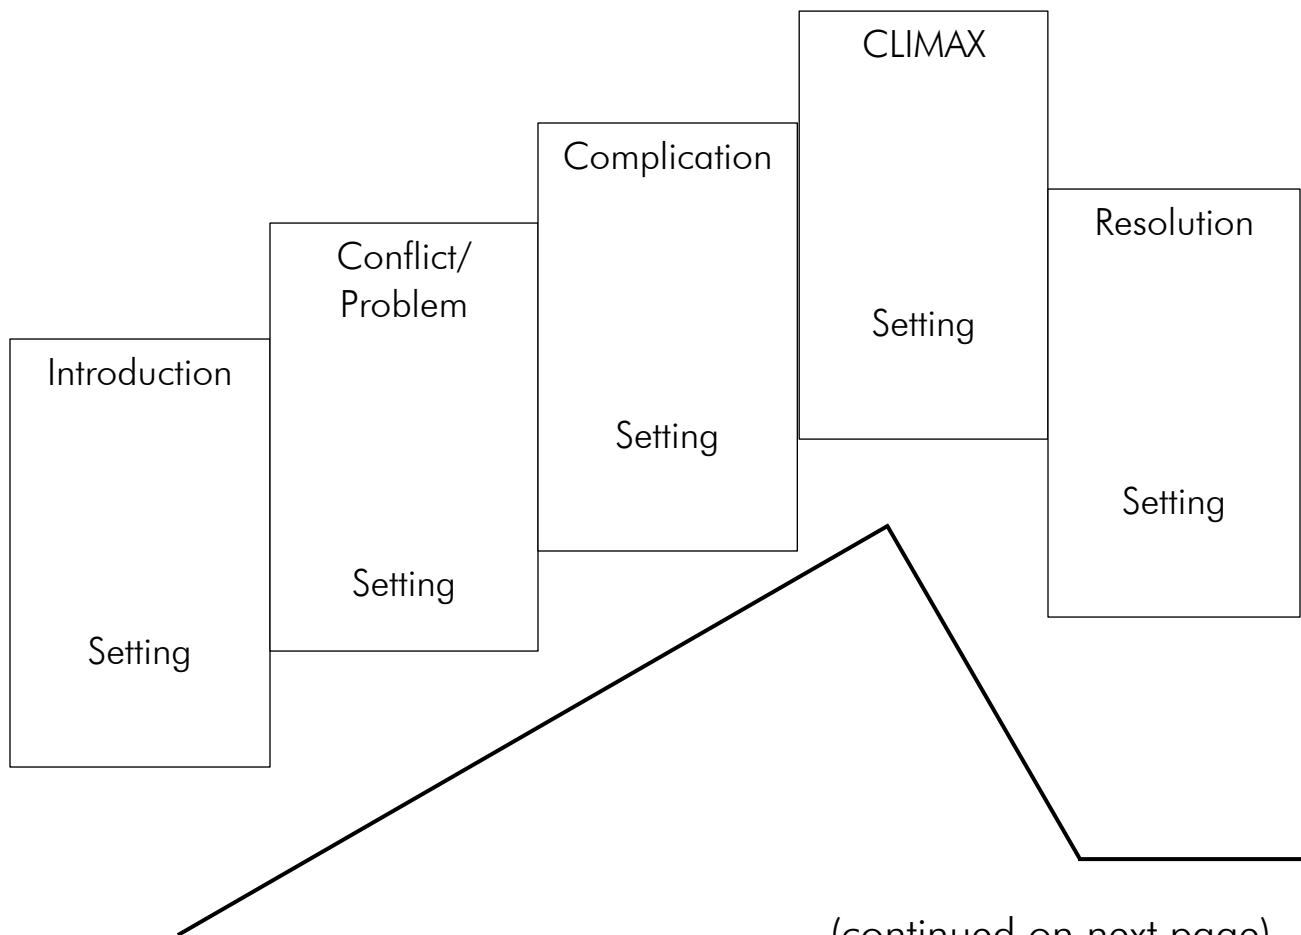 Introduction
Setting
Conflict/
Problem
Setting
Complication
Setting
CLIMAX
Setting
Resolution
Setting
(continued on next page)